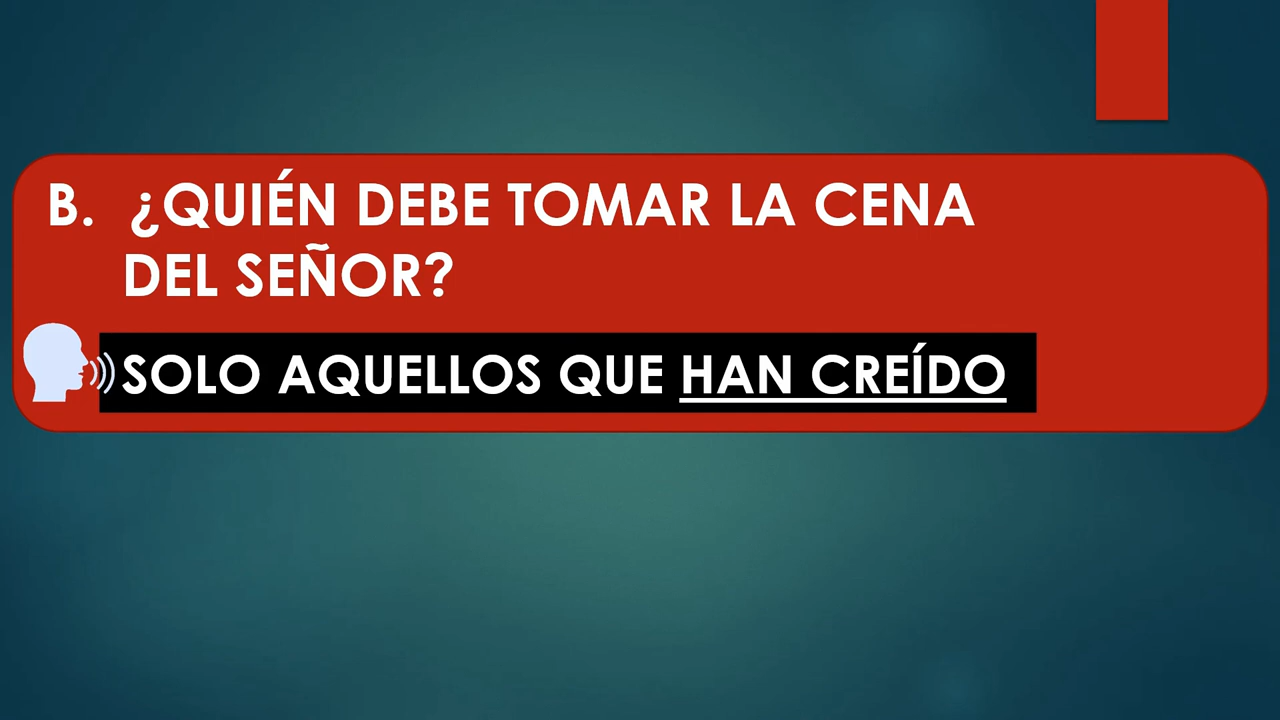 B. ¿QUIÉN DEBE TOMAR LA CENA
DEL SEÑOR?
SOLO AQUELLOS QUE HAN CREÍDO